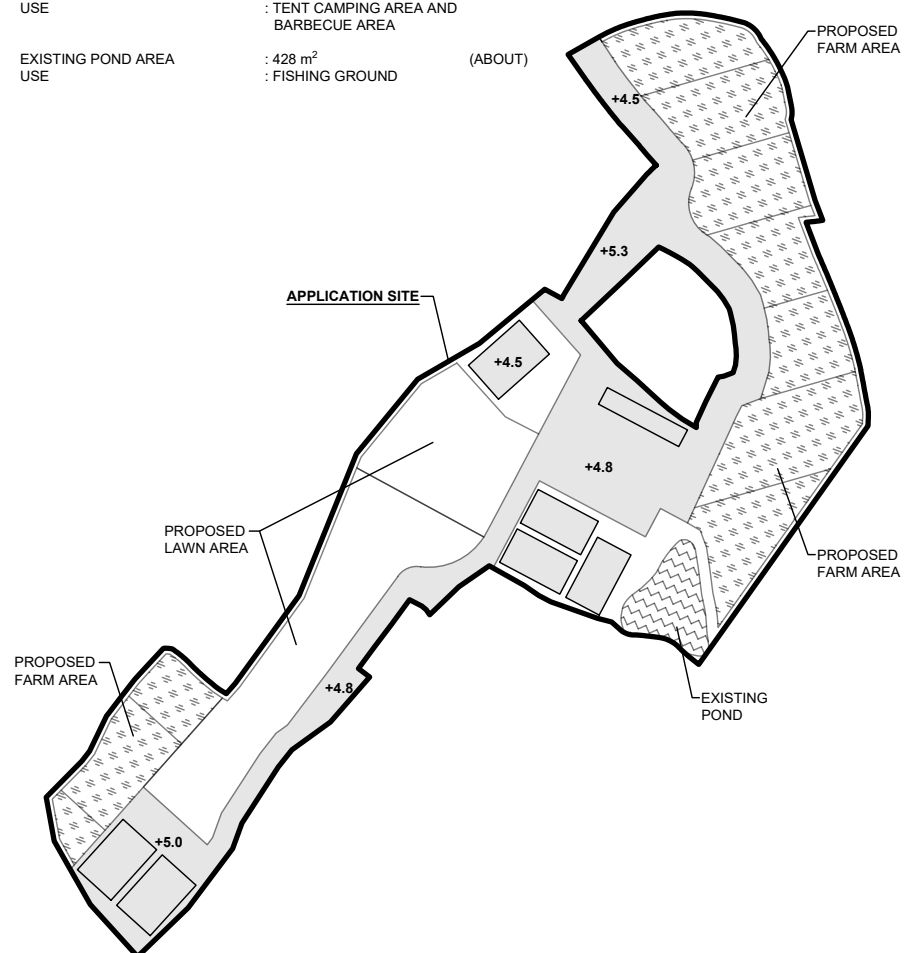 USE : TENT CAMPING AREA AND
BARBECUE AREA
EXISTING POND AREA : 428 m² (ABOUT)
USE : FISHING GROUND
PROPOSED
FARM AREA
+4.5
+5.3
APPLICATION SITE
+4.5
+4.8
PROPOSED
LAWN AREA
PROPOSED
FARM AREA
PROPOSED
FARM AREA
+4.8
EXISTING
POND
+5.0